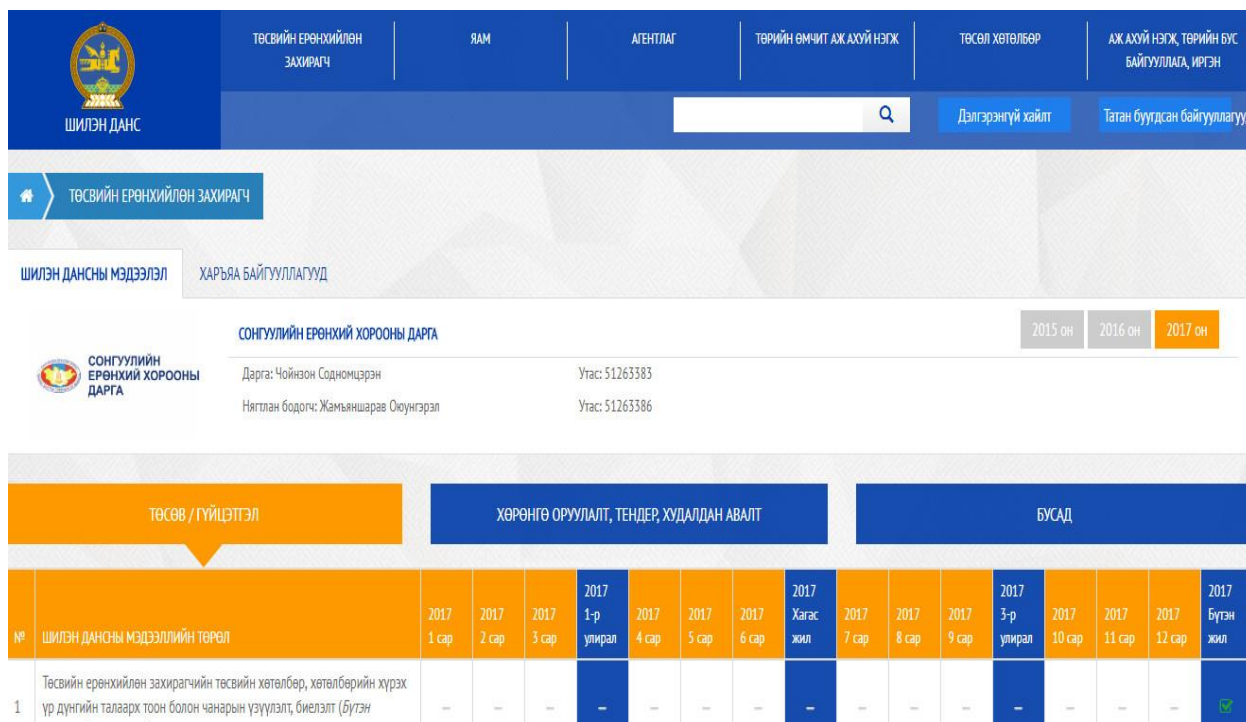 ТӨСВИЙН ЕРӨНХИЙЛӨН
ЗАХИРАГЧ
ЯАМ
АГЕНТЛАГ
ТӨРИЙН ӨМЧИТ АЖ АХУЙ НЭГЖ
ТӨСӨЛ ХӨТӨЛБӨР
АЖ АХУЙ НЭГЖ, ТӨРИЙН БУС
БАЙГУУЛЛАГА, ИРГЭН
ШИЛЭН ДАНС
Дэлгэрэнгүй хайлт
Татан буугдсан байгууллагуу
ТӨСВИЙН ЕРӨНХИЙЛӨН ЗАХИРАГЧ
ШИЛЭН ДАНСНЫ МЭДЭЭЛЭЛ
ХАРЪЯА БАЙГУУЛЛАГУУД
СОНГУУЛИЙН
ЕРӨНХИЙ ХОРООНЫ
ДАРГА
СОНГУУЛИЙН ЕРӨНХИЙ ХОРООНЫ ДАРГА
2015 он
2016 он
2017 он
Дарга: Чойнзон Содномцэрэн
Утас: 51263383
Нягтлан бодогч: Жамъяншарав Оюунгэрэл
Утас: 51263386
ТӨСӨВ / ГҮЙЦЭТГЭЛ
ХӨРӨНГӨ ОРУУЛАЛТ, ТЕНДЕР, ХУДАЛДАН АВАЛТ
БУСАД
№
ШИЛЭН ДАНСНЫ МЭДЭЭЛЛИЙН ТӨРӨЛ
2017
1 сар
2017
2 сар
2017
3 сар
2017
1-р
улирал
2017
4 сар
2017
5 сар
2017
6 сар
2017
Хагас
жил
2017
7 сар
2017
8 сар
2017
9 сар
2017
3-р
улирал
2017
10 сар
2017
11 сар
2017
12 сар
2017
Бүтэн
жил
1
Төсвийн ерөнхийлөн захирагчийн төсвийн хөтөлбөр, хөтөлбөрийн хүрэх
үр дүнгийн талаарх тоон болон чанарын үзүүлэлт, биелэлт (Бүтэн
– – – – – – – – – – – – – – –